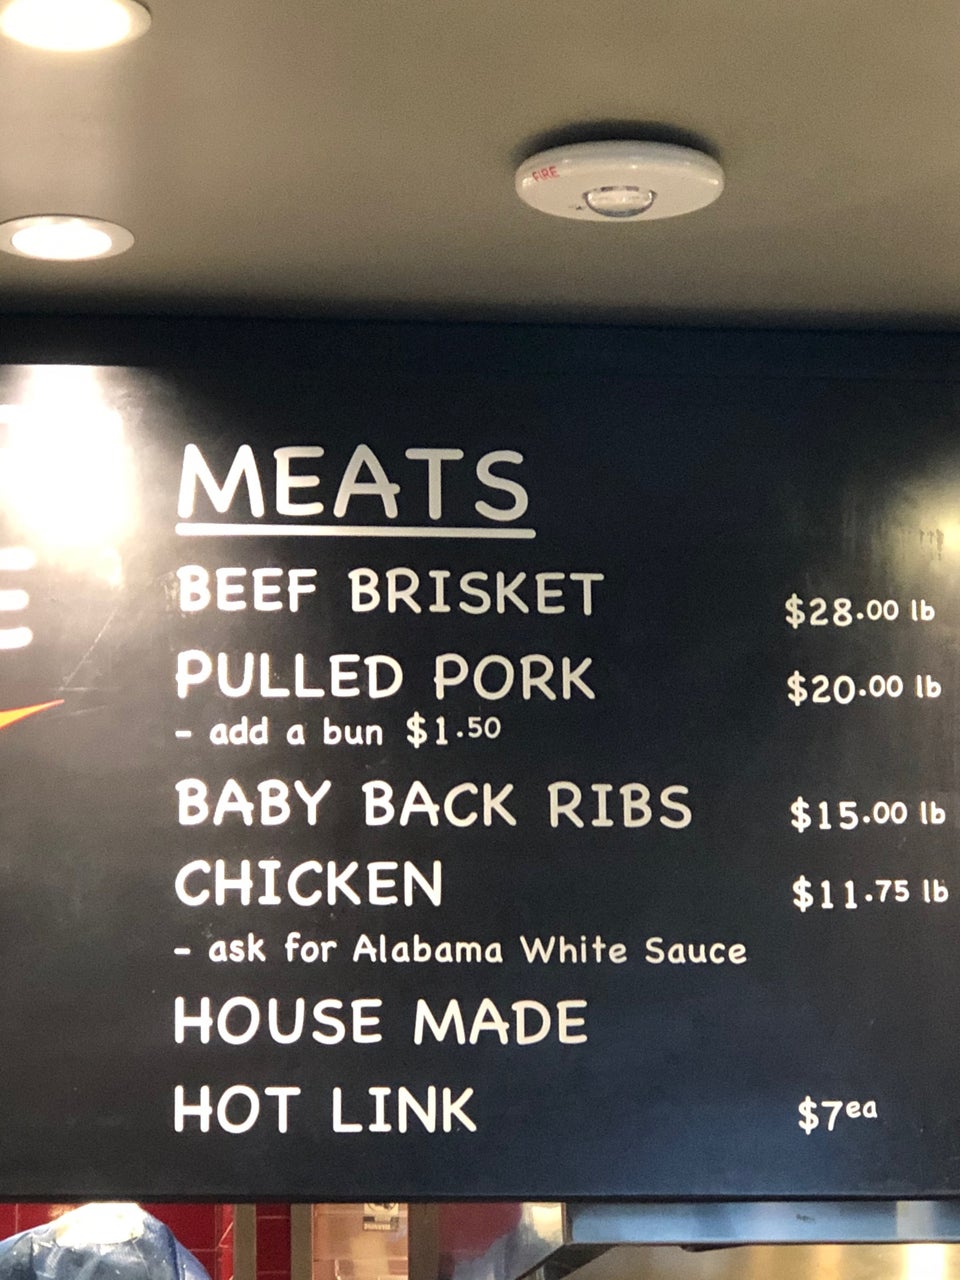 FIRE
MEATS
BEEF BRISKET $28.00 lb
PULLED PORK $20.00 lb
- add a bun $1.50
BABY BACK RIBS $15.00 lb
CHICKEN $11.75 lb
- ask for Alabama White Sauce
HOUSE MADE
HOT LINK $7ea